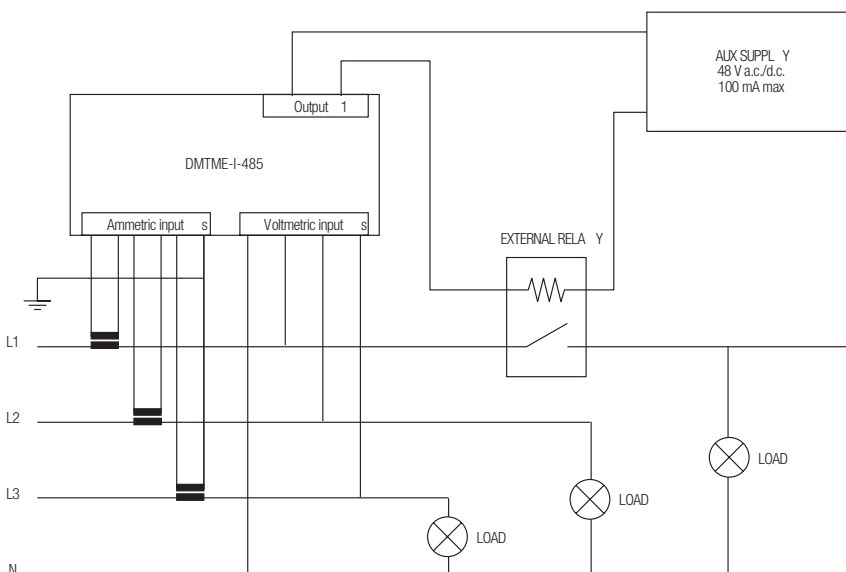 AUX SUPPL Y
48 V a.c./d.c.
100 mA max
Output 1
DMTME-I-485
Ammetric input s
Voltmetric input s
EXTERNAL RELA Y
L1
L2
LOAD
L3
LOAD
LOAD
N